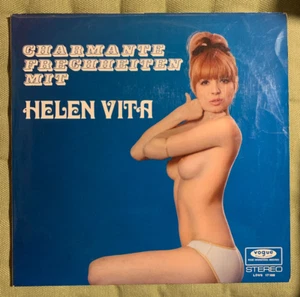 CHARMANTE
FRECHHEITEN
MIT
HELEN VITA
vogue
STEREO